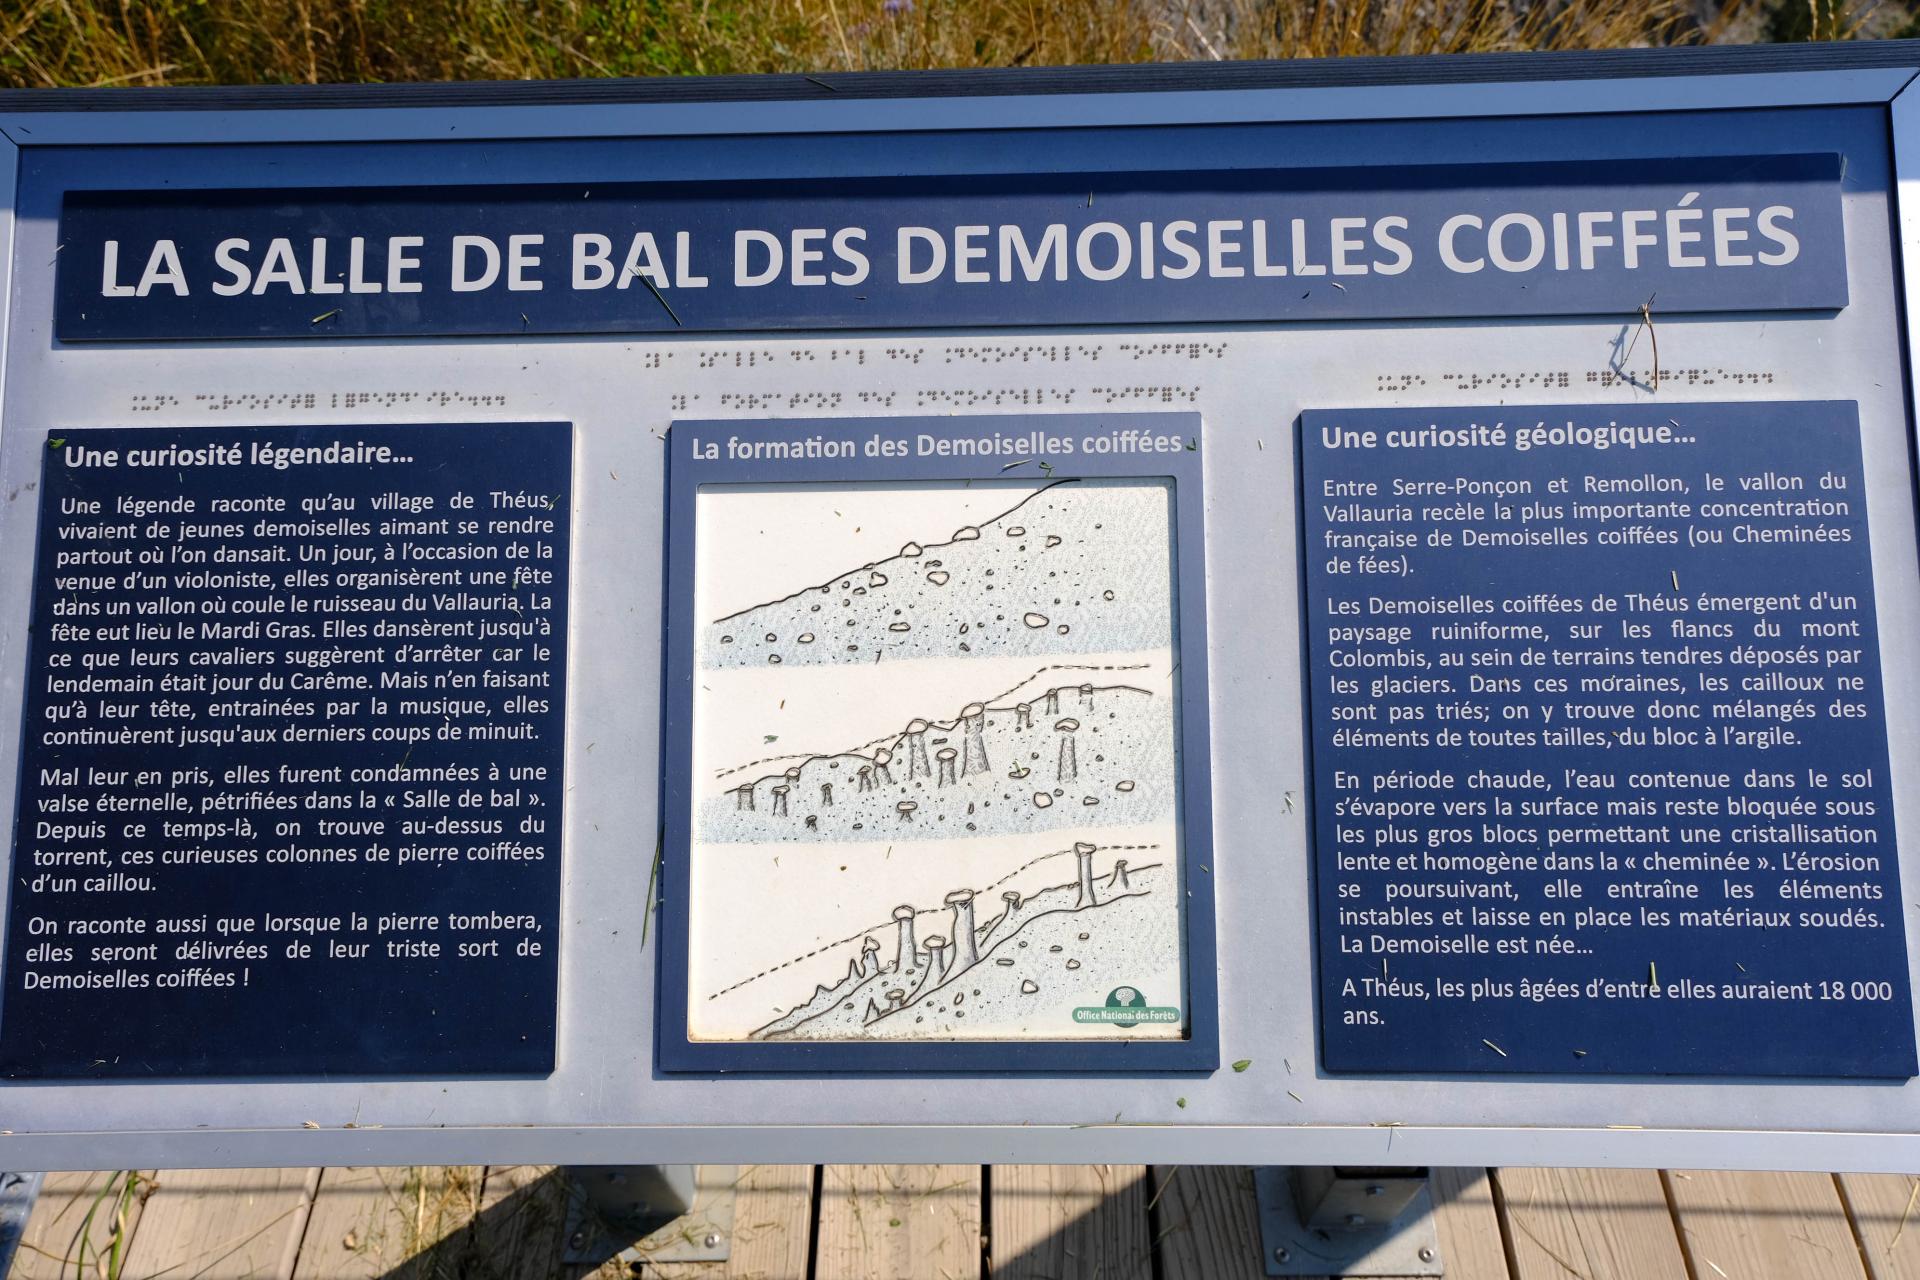 LA SALLE DE BAL DES DEMOISELLES COIFFÉES
Une curiosité légendaire...
Une légende raconte qu'au village de Théus,
vivaient de jeunes demoiselles aimant se rendre
partout où l'on dansait. Un jour, à l'occasion de la
venue d'un violoniste, elles organisèrent une fête
dans un vallon où coule le ruisseau du Vallauria. La
fête eut lieu le Mardi Gras. Elles dansèrent jusqu'à
ce que leurs cavaliers suggèrent d'arrêter car le
lendemain était jour du Carême. Mais n'en faisant
qu'à leur tête, entrainées par la musique, elles
continuèrent jusqu'aux derniers coups de minuit.
Mal leur en pris, elles furent condamnées à une
valse éternelle, pétrifiées dans la « Salle de bal ».
Depuis ce temps-là, on trouve au-dessus du
torrent, ces curieuses colonnes de pierre coiffées
d'un caillou.
On raconte aussi que lorsque la pierre tombera,
elles seront délivrées de leur triste sort de
Demoiselles coiffées !
La formation des Demoiselles coiffées
Office National des Forêts
Une curiosité géologique...
Entre Serre-Ponçon et Remollon, le vallon du
Vallauria recèle la plus importante concentration
française de Demoiselles coiffées (ou Cheminées
de fées).
Les Demoiselles coiffées de Théus émergent d'un
paysage ruiniforme, sur les flancs du mont
Colombis, au sein de terrains tendres déposés par
les glaciers. Dans ces moraines, les cailloux ne
sont pas triés; on y trouve donc mélangés des
éléments de toutes tailles, du bloc à l'argile.
En période chaude, l'eau contenue dans le sol
s'évapore vers la surface mais reste bloquée sous
les plus gros blocs permettant une cristallisation
lente et homogène dans la « cheminée ». L'érosion
se poursuivant, elle entraîne les éléments
instables et laisse en place les matériaux soudés.
La Demoiselle est née...
A Théus, les plus âgées d'entre elles auraient 18 000
ans.